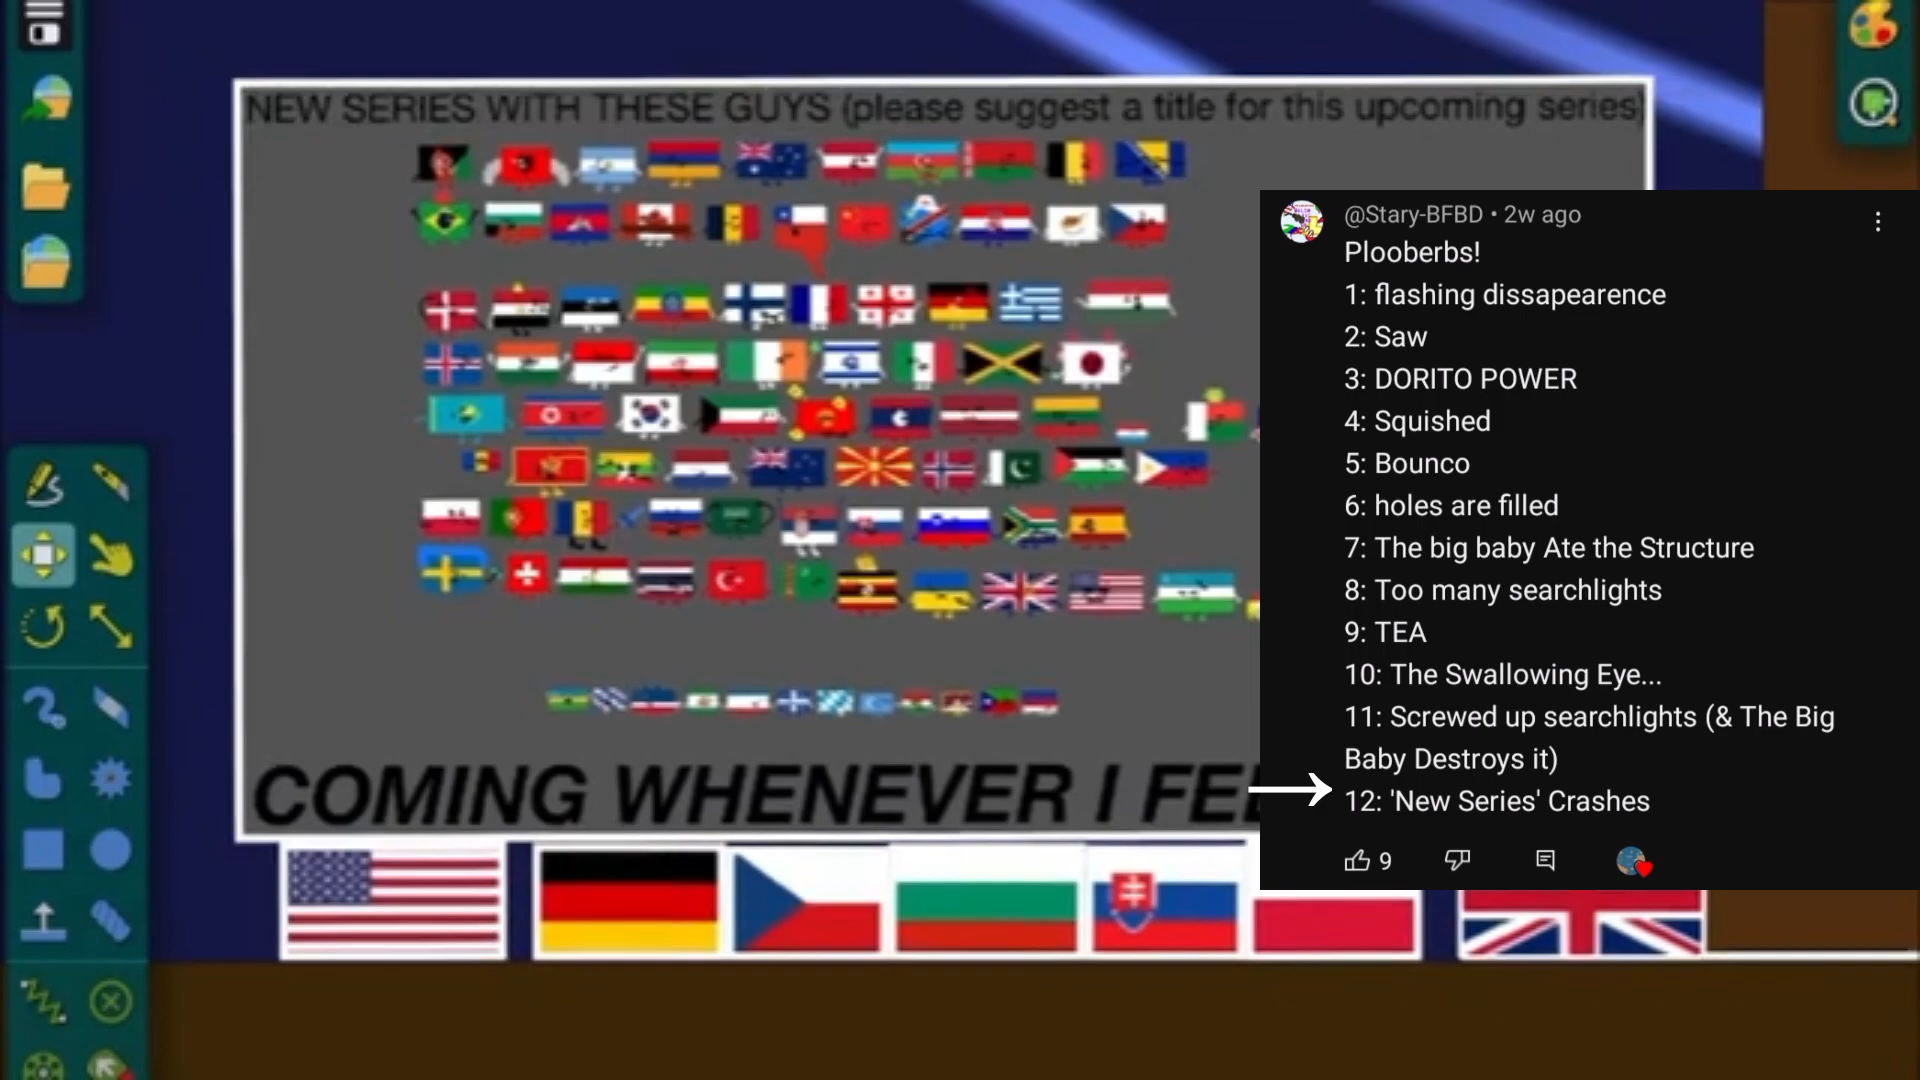 NEW SERIES WITH THESE GUYS (please suggest a title for this upcoming series)
COMING WHENEVER I FEE
@Stary-BFBD • 2w ago
Plooberbs!
1: flashing dissapearence
2: Saw
3: DORITO POWER
4: Squished
5: Bounco
6: holes are filled
7: The big baby Ate the Structure
8: Too many searchlights
9: TEA
10: The Swallowing Eye...
11: Screwed up searchlights (& The Big
Baby Destroys it)
12: 'New Series' Crashes
9